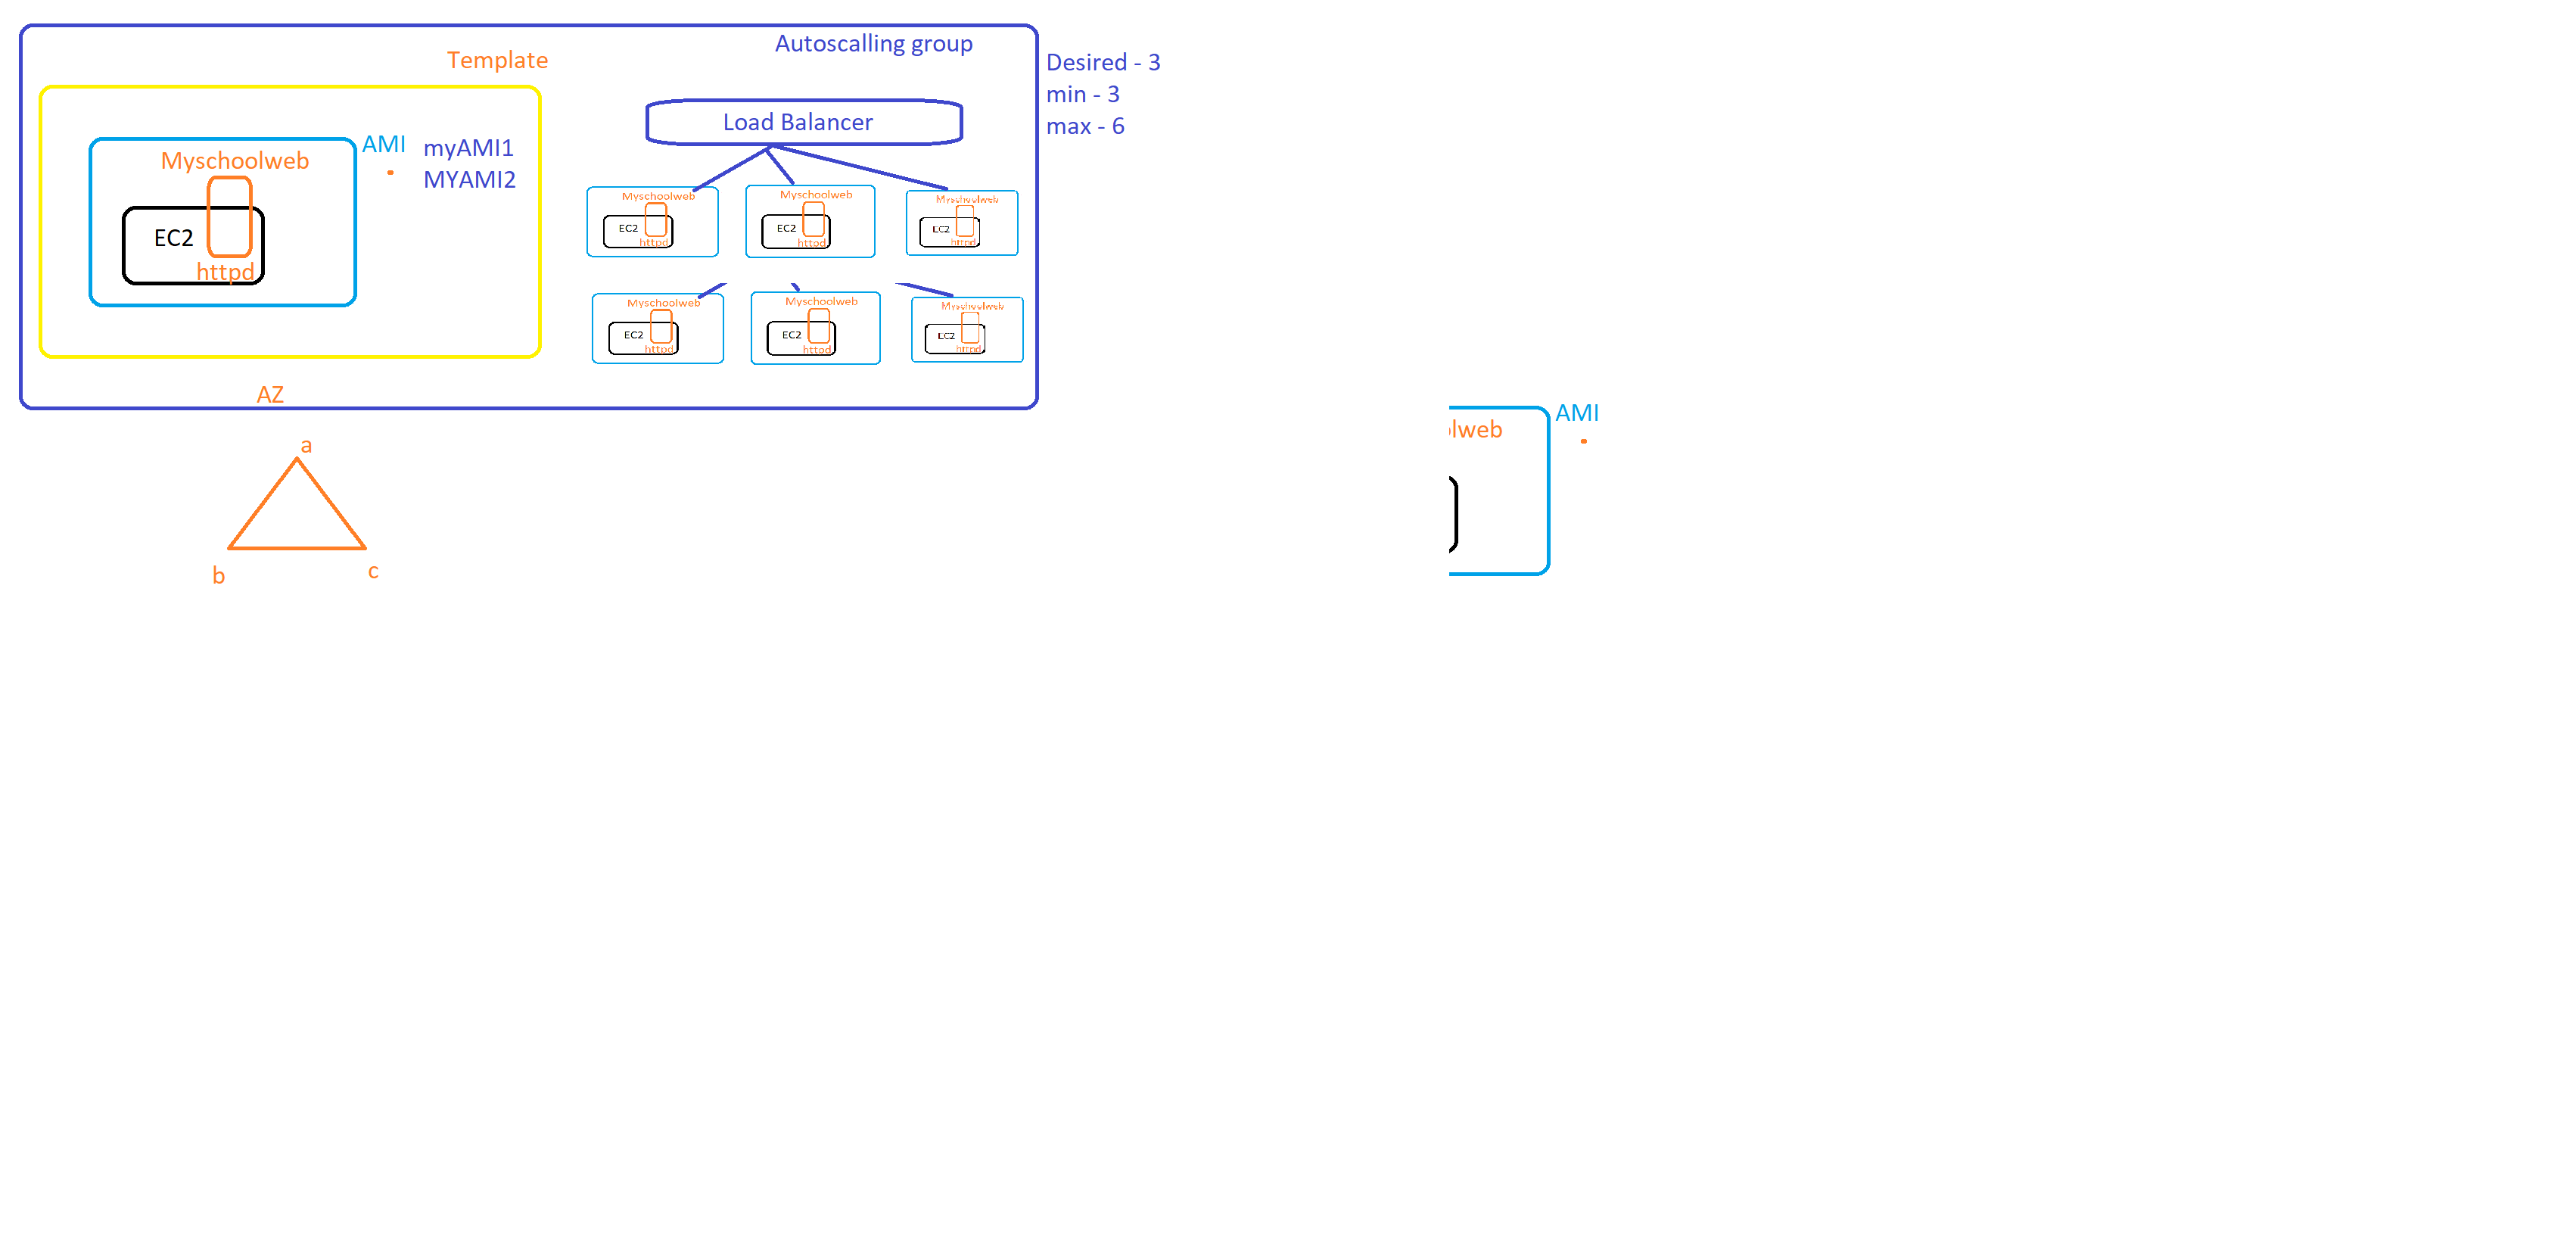 Autoscalling group
Template
Desired - 3
min - 3
max - 6
Load Balancer
AMI
myAMI1
MYAMI2
Myschoolweb
EC2
httpd
Myschoolweb
EC2
httpd
Myschoolweb
EC2
httpd
Myschoolweb
EC2
httpd
Myschoolweb
EC2
httpd
Myschoolweb
EC2
httpd
Myschoolweb
EC2
httpd
AZ
a
b
c
AMI
olweb